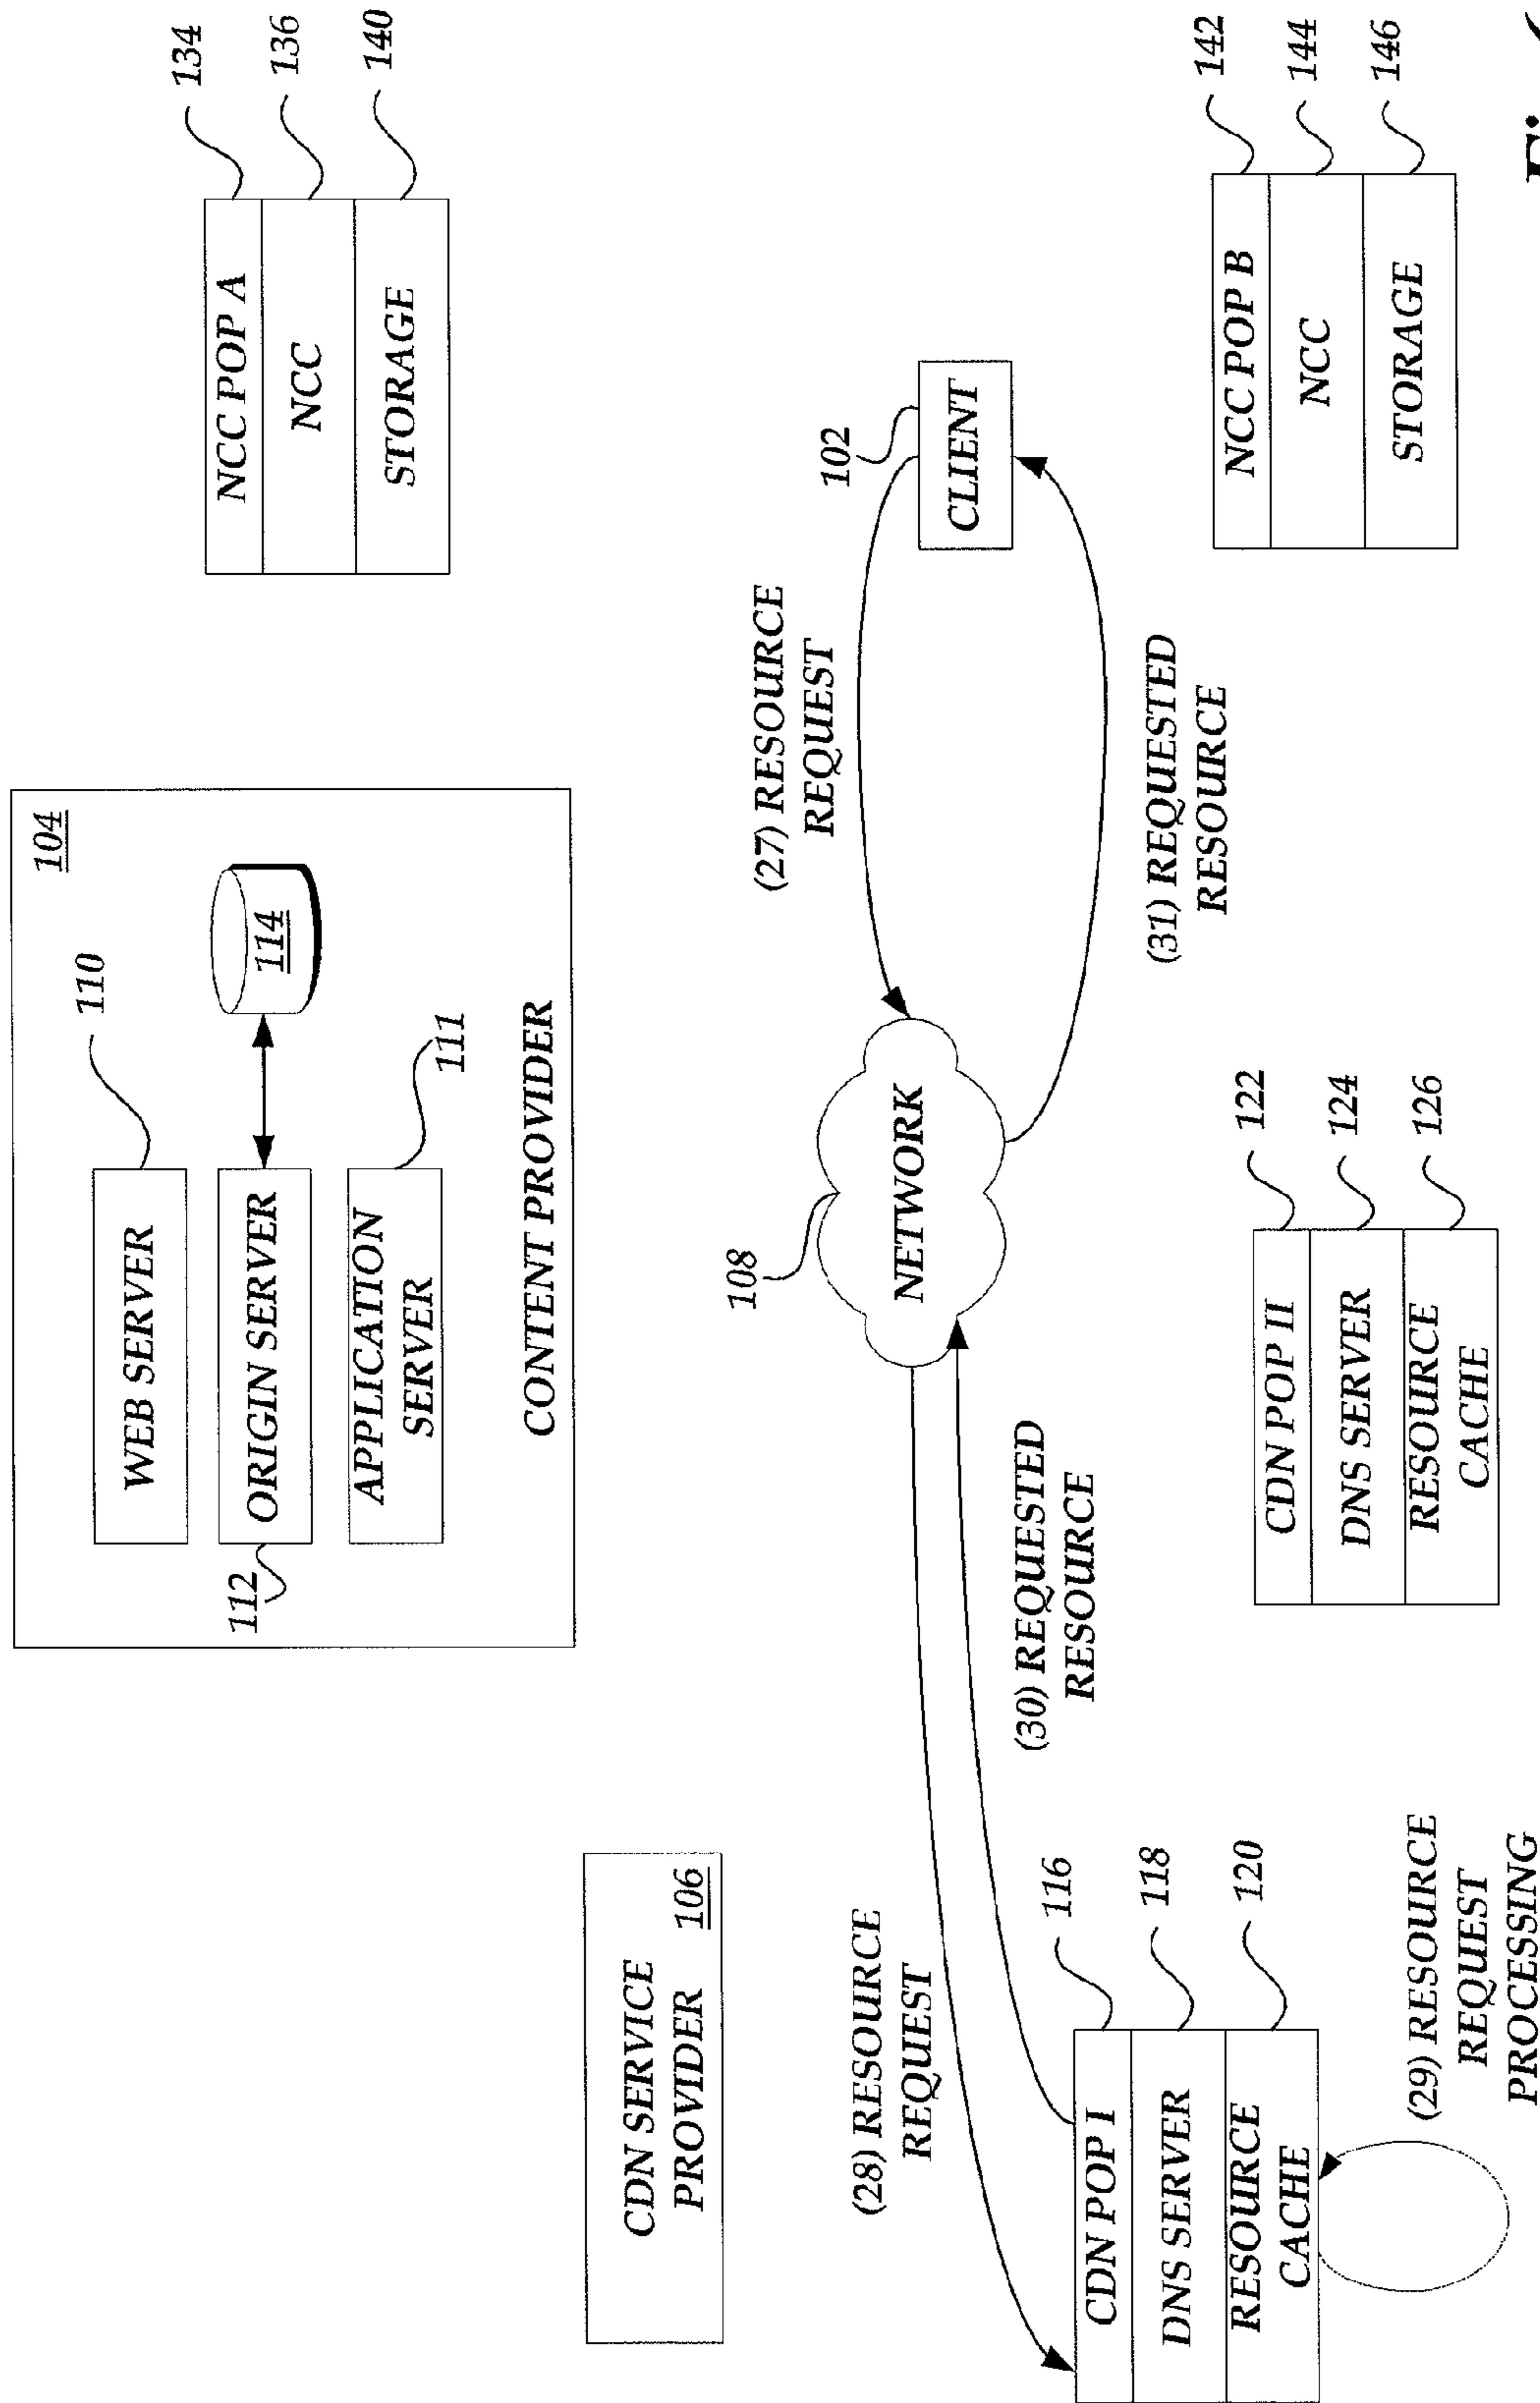 104
110
WEB SERVER
ORIGIN SERVER
112
114
APPLICATION
SERVER
111
CONTENT PROVIDER
134
NCC POP A
136
NCC
140
STORAGE
CDN SERVICE
PROVIDER 106
(28) RESOURCE
REQUEST
108
NETWORK
(27) RESOURCE
REQUEST
102
CLIENT
(30) REQUESTED
RESOURCE
(31) REQUESTED
RESOURCE
116
CDN POP I
118
DNS SERVER
120
RESOURCE
CACHE
(29) RESOURCE
REQUEST
PROCESSING
122
CDN POP II
124
DNS SERVER
126
RESOURCE
CACHE
142
NCC POP B
144
NCC
146
STORAGE